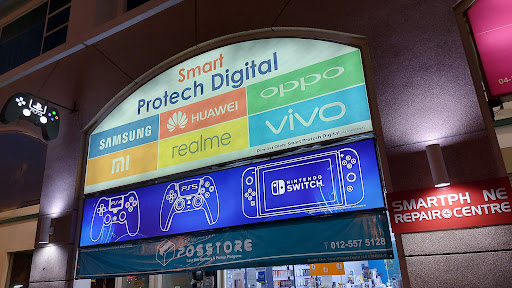 Smart
Protech Digital
SAMSUNG
HUAWEI
oppo
mi
realme
vivo
PS4
PS5
NINTENDO
SWITCH
POSSTORE
T 012-557 5128
SMARTPH NE
REPAIR CENTRE
04-